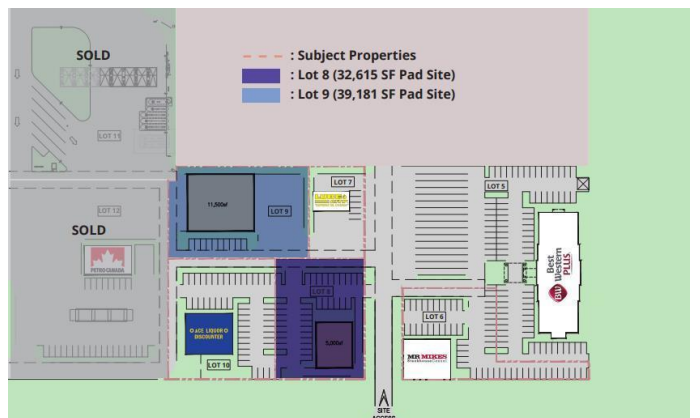 SOLD
: Subject Properties
: Lot 8 (32,615 SF Pad Site)
: Lot 9 (39,181 SF Pad Site)
LOT 11
LOT 7
LOT 5
11,500sf
LOT 9
LOT 12
SOLD
PETRO-CANADA
Best
Western
PLUS
BW
LOT 8
ACE LIQUOR
DISCOUNTER
5,000sf
LOT 6
MR MIKES
LOT 10
SITE
ACCESS